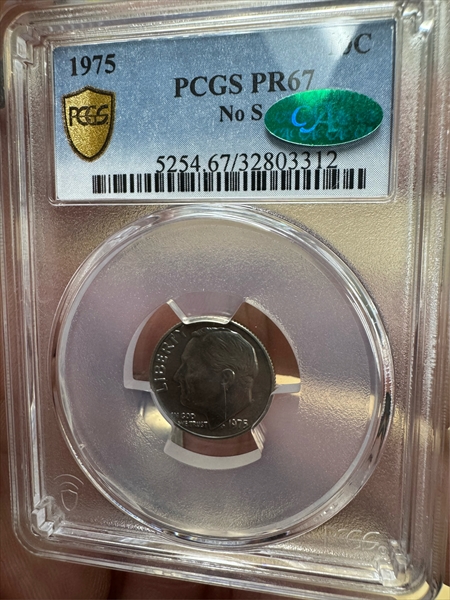 1975
10C
PCGS PR67
No S
PCGS
CAC
5254.67/32803312
LIBERTY
IN GOD
WE TRUST
1975